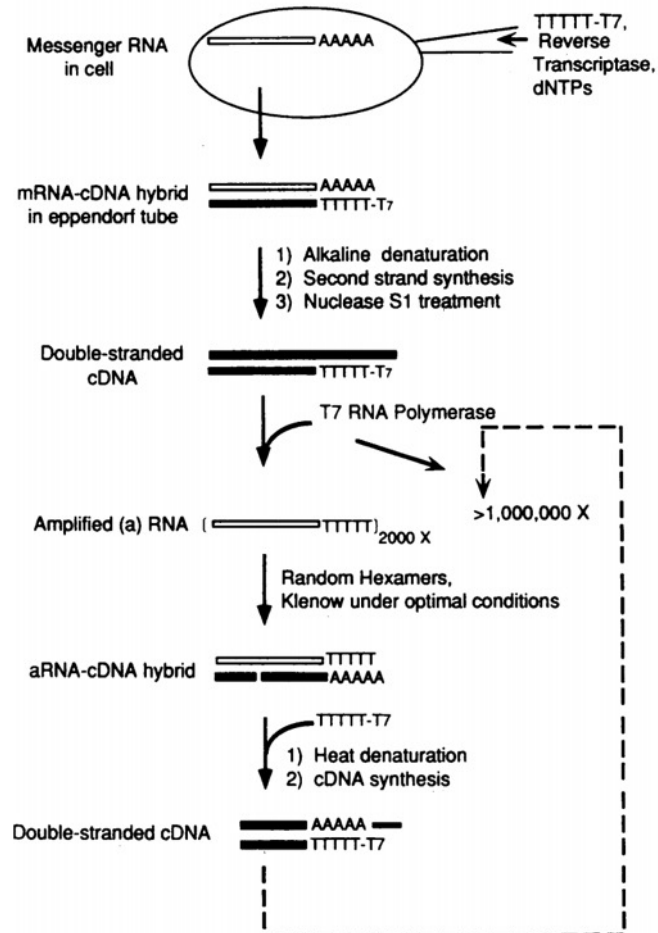 Messenger RNA
in cell
AAAAA
TTTTT-T7,
Reverse
Transcriptase,
dNTPs
mRNA-cDNA hybrid
in eppendorf tube
AAAAA
TTTTT-T7
1) Alkaline denaturation
2) Second strand synthesis
3) Nuclease S1 treatment
Double-stranded
cDNA
TTTTT-T7
T7 RNA Polymerase
>1,000,000 X
Amplified (a) RNA
TTTTT
2000 X
Random Hexamers,
Klenow under optimal conditions
aRNA-cDNA hybrid
TTTTT
AAAAA
TTTTT-T7
1) Heat denaturation
2) cDNA synthesis
Double-stranded cDNA
AAAAA
TTTTT-T7